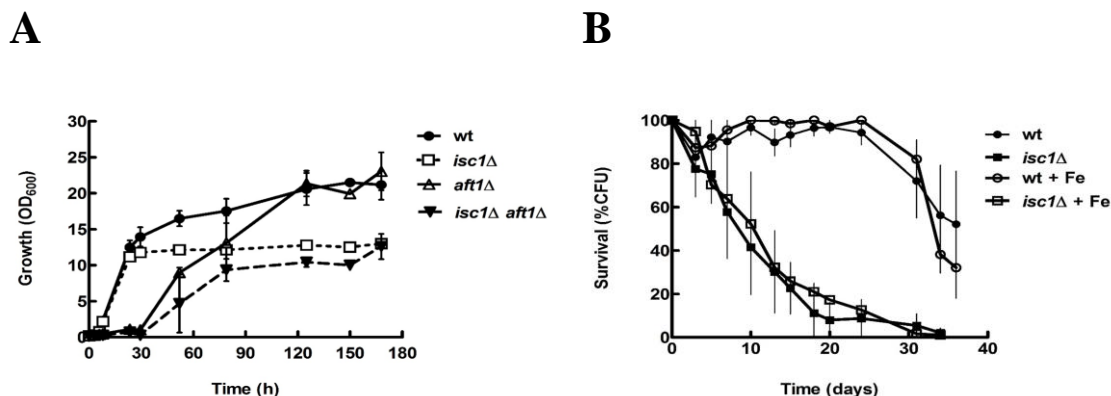 A
B
30
25
20
15
10
5
0
Growth (OD600)
0 30 60 90 120 150 180
Time (h)
wt
isc1Δ
aft1Δ
isc1Δ aft1Δ
100
80
60
40
20
0
Survival (%CFU)
0 10 20 30 40
Time (days)
wt
isc1Δ
wt + Fe
isc1Δ + Fe